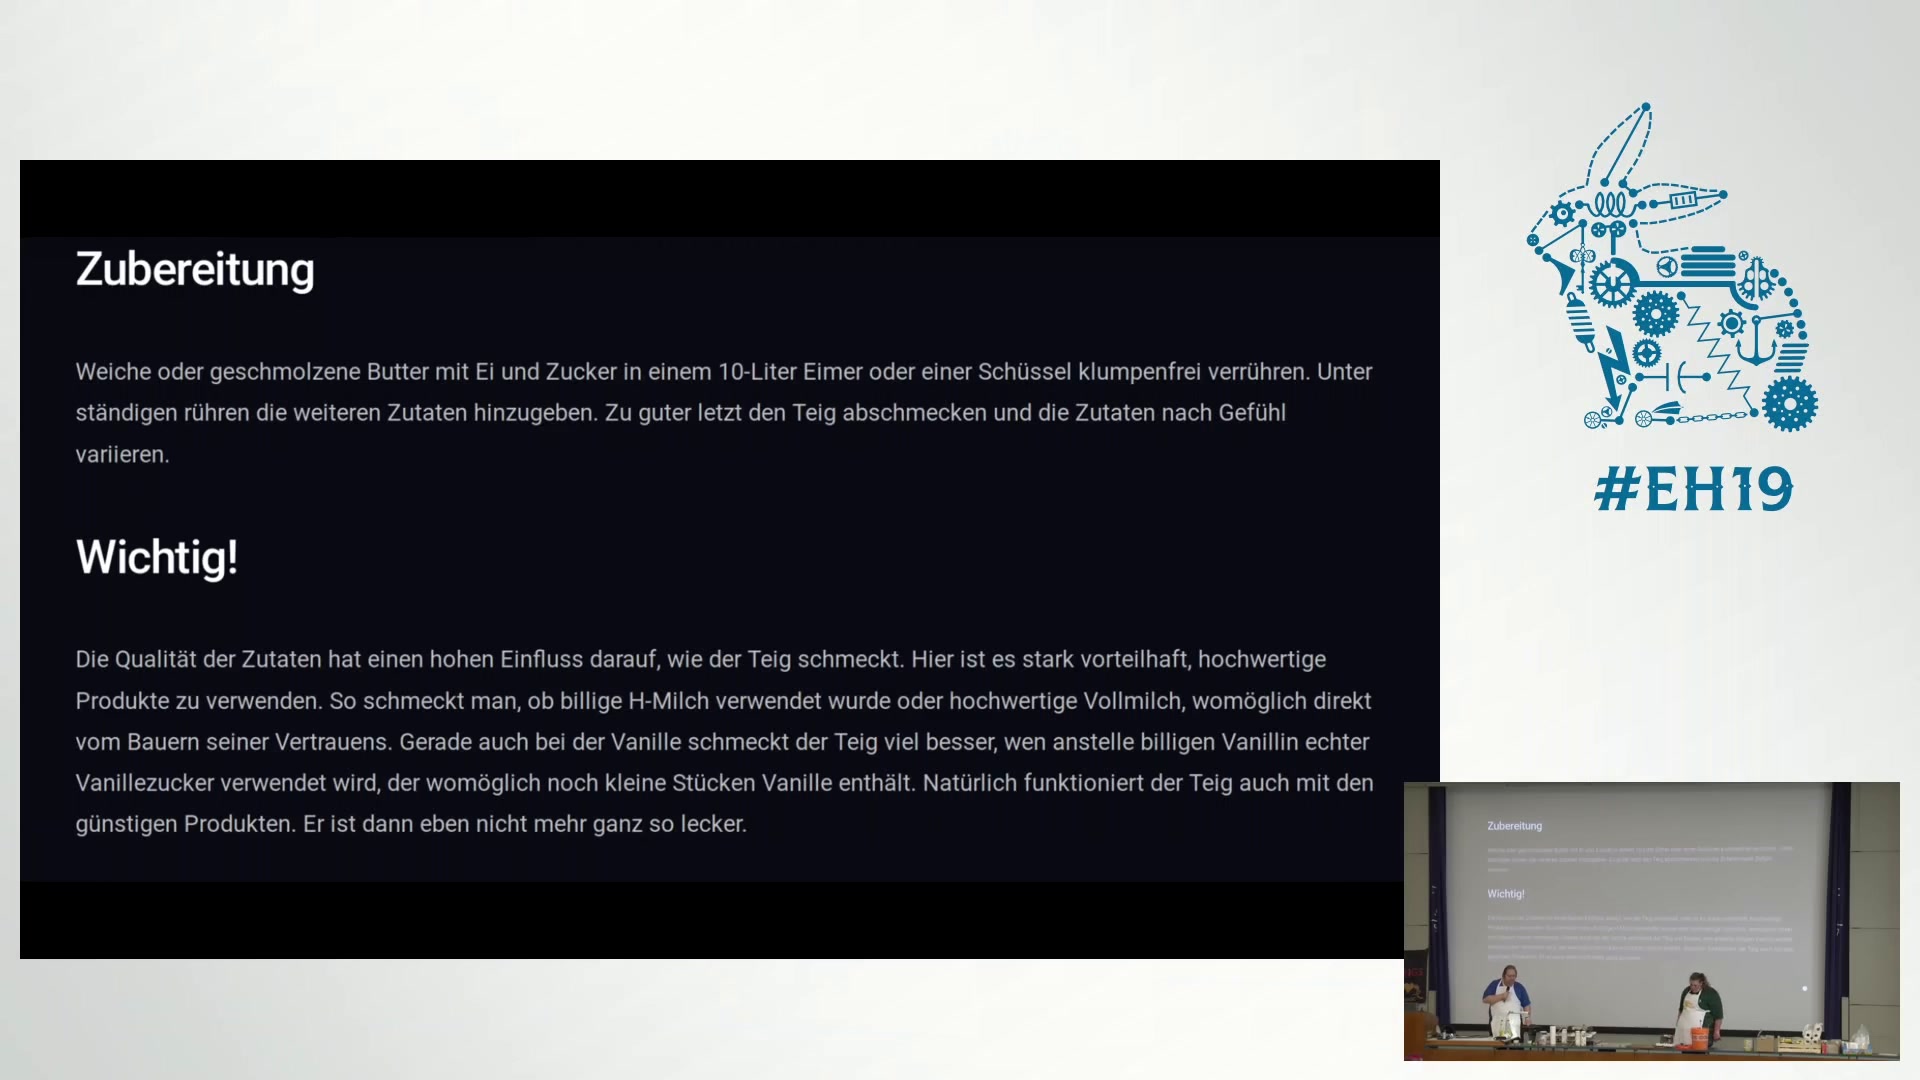 Zubereitung
Weiche oder geschmolzene Butter mit Ei und Zucker in einem 10-Liter Eimer oder einer Schüssel klumpenfrei verrühren. Unter
ständigen rühren die weiteren Zutaten hinzugeben. Zu guter letzt den Teig abschmecken und die Zutaten nach Gefühl
variieren.
Wichtig!
Die Qualität der Zutaten hat einen hohen Einfluss darauf, wie der Teig schmeckt. Hier ist es stark vorteilhaft, hochwertige
Produkte zu verwenden. So schmeckt man, ob billige H-Milch verwendet wurde oder hochwertige Vollmilch, womöglich direkt
vom Bauern seiner Vertrauens. Gerade auch bei der Vanille schmeckt der Teig viel besser, wen anstelle billigen Vanillin echter
Vanillezucker verwendet wird, der womöglich noch kleine Stücken Vanille enthält. Natürlich funktioniert der Teig auch mit den
günstigen Produkten. Er ist dann eben nicht mehr ganz so lecker.
#EH19
Zubereitung
Wichtig!